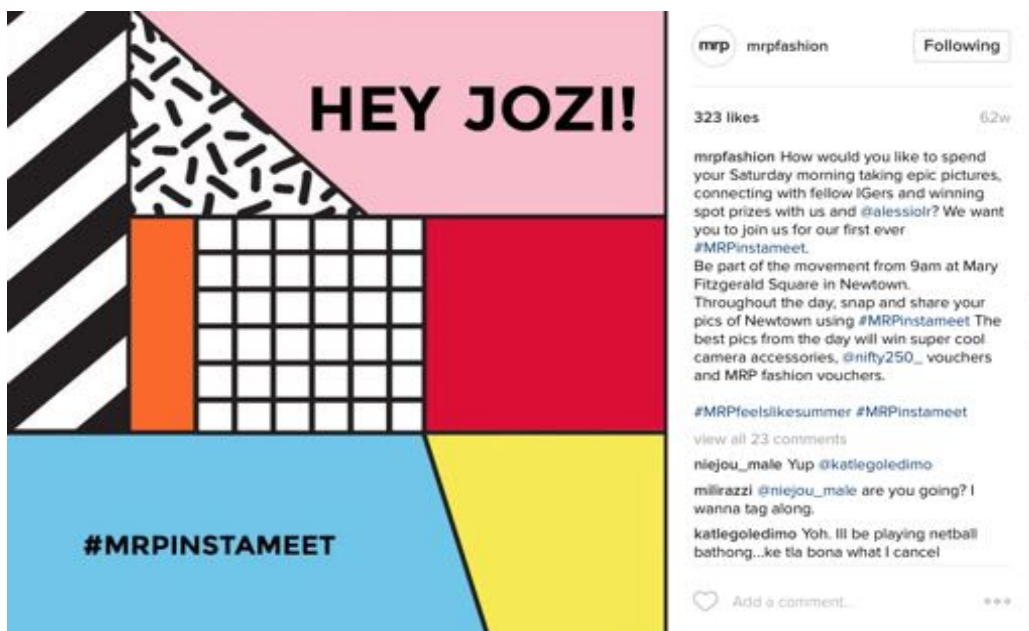 HEY JOZI!
#MRPINSTAMEET
mrp mrpfashion Following
323 likes 62w
mrpfashion How would you like to spend
your Saturday morning taking epic pictures,
connecting with fellow IGers and winning
spot prizes with us and @alessiolr? We want
you to join us for our first ever
#MRPinstameet.
Be part of the movement from 9am at Mary
Fitzgerald Square in Newtown.
Throughout the day, snap and share your
pics of Newtown using #MRPinstameet The
best pics from the day will win super cool
camera accessories, @nifty250_ vouchers
and MRP fashion vouchers.
#MRPfeelslikesummer #MRPinstameet
view all 23 comments
niejou_male Yup @katlegoledimo
milirazzi @niejou_male are you going? I
wanna tag along.
katlegoledimo Yoh. Ill be playing netball
bathong...ke tla bona what I cancel
Add a comment...